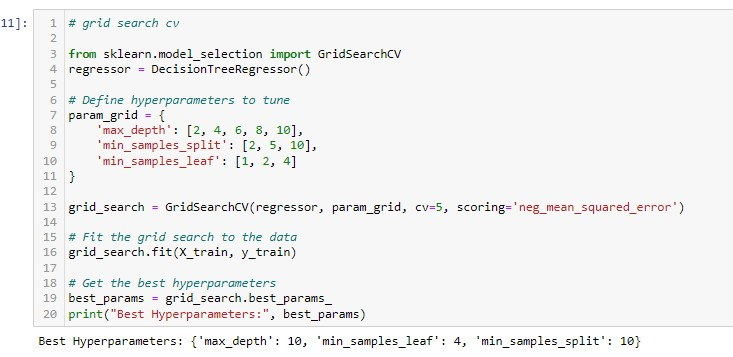 11]:
1 # grid search cv
2
3 from sklearn.model_selection import GridSearchCV
4 regressor = DecisionTreeRegressor()
5
6 # Define hyperparameters to tune
7 param_grid = {
8     'max_depth': [2, 4, 6, 8, 10],
9     'min_samples_split': [2, 5, 10],
10     'min_samples_leaf': [1, 2, 4]
11 }
12
13 grid_search = GridSearchCV(regressor, param_grid, cv=5, scoring='neg_mean_squared_error')
14
15 # Fit the grid search to the data
16 grid_search.fit(X_train, y_train)
17
18 # Get the best hyperparameters
19 best_params = grid_search.best_params_
20 print("Best Hyperparameters:", best_params)
Best Hyperparameters: {'max_depth': 10, 'min_samples_leaf': 4, 'min_samples_split': 10}